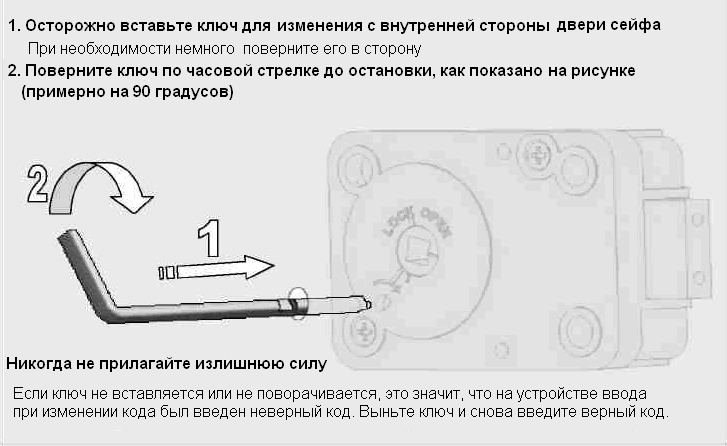 1. Осторожно вставьте ключ для изменения с внутренней стороны двери сейфа
При необходимости немного поверните его в сторону
2. Поверните ключ по часовой стрелке до остановки, как показано на рисунке
(примерно на 90 градусов)
2
1
LOCK OPEN
Никогда не прилагайте излишнюю силу
Если ключ не вставляется или не поворачивается, это значит, что на устройстве ввода
при изменении кода был введен неверный код. Выньте ключ и снова введите верный код.